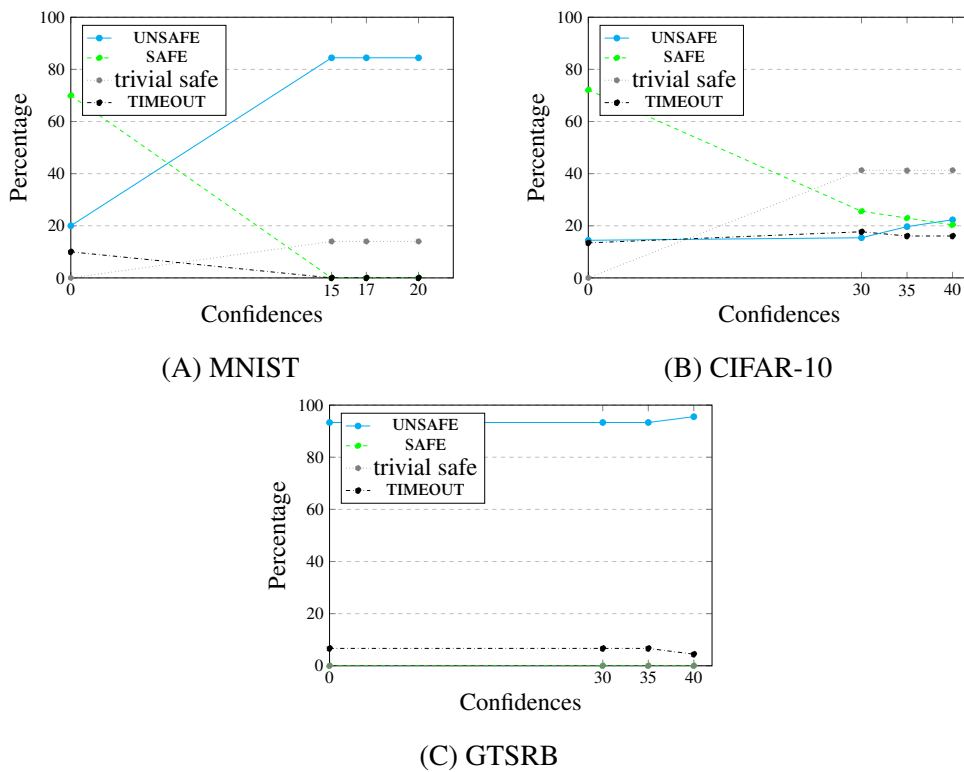 100
80
60
40
20
0
Percentage
UNSAFE
SAFE
trivial safe
TIMEOUT
0 15 17 20
Confidences
(A) MNIST
100
80
60
40
20
0
Percentage
UNSAFE
SAFE
trivial safe
TIMEOUT
0 30 35 40
Confidences
(B) CIFAR-10
100
80
60
40
20
0
Percentage
UNSAFE
SAFE
trivial safe
TIMEOUT
0 30 35 40
Confidences
(C) GTSRB